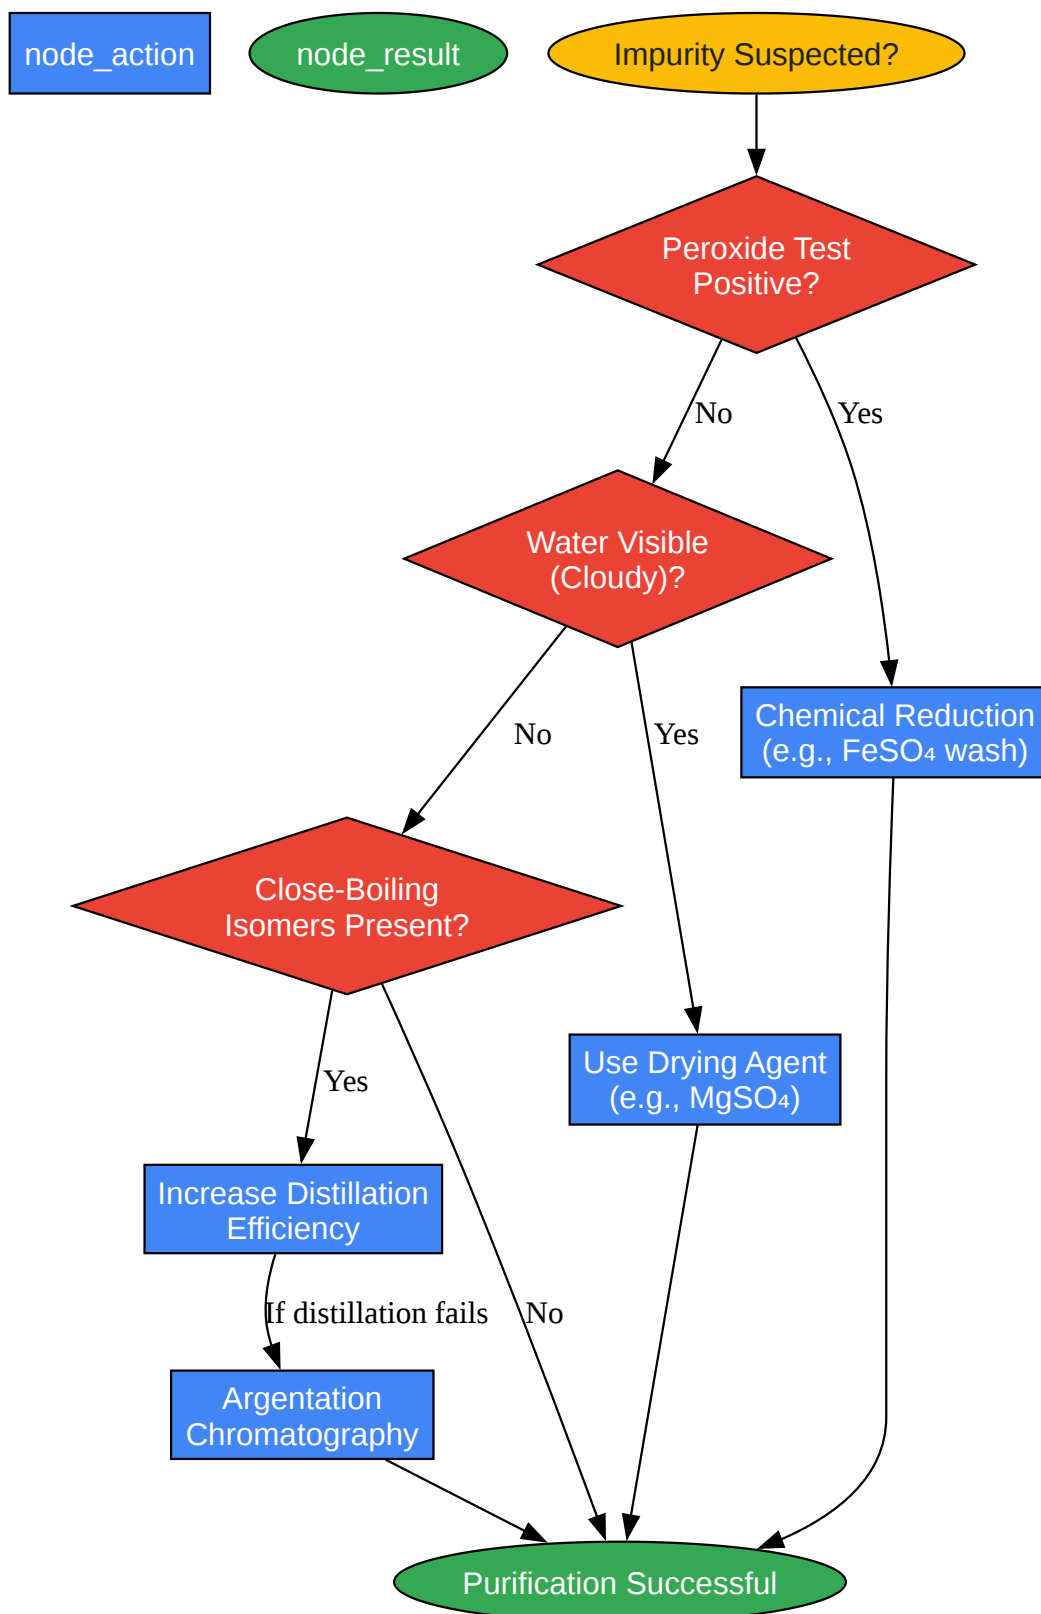 node_action
node_result
Impurity Suspected?
Peroxide Test
Positive?
No
Yes
Water Visible
(Cloudy)?
No
Yes
Chemical Reduction
(e.g., FeSO₄ wash)
Close-Boiling
Isomers Present?
Yes
Use Drying Agent
(e.g., MgSO₄)
Increase Distillation
Efficiency
If distillation fails
No
Argentation
Chromatography
Purification Successful